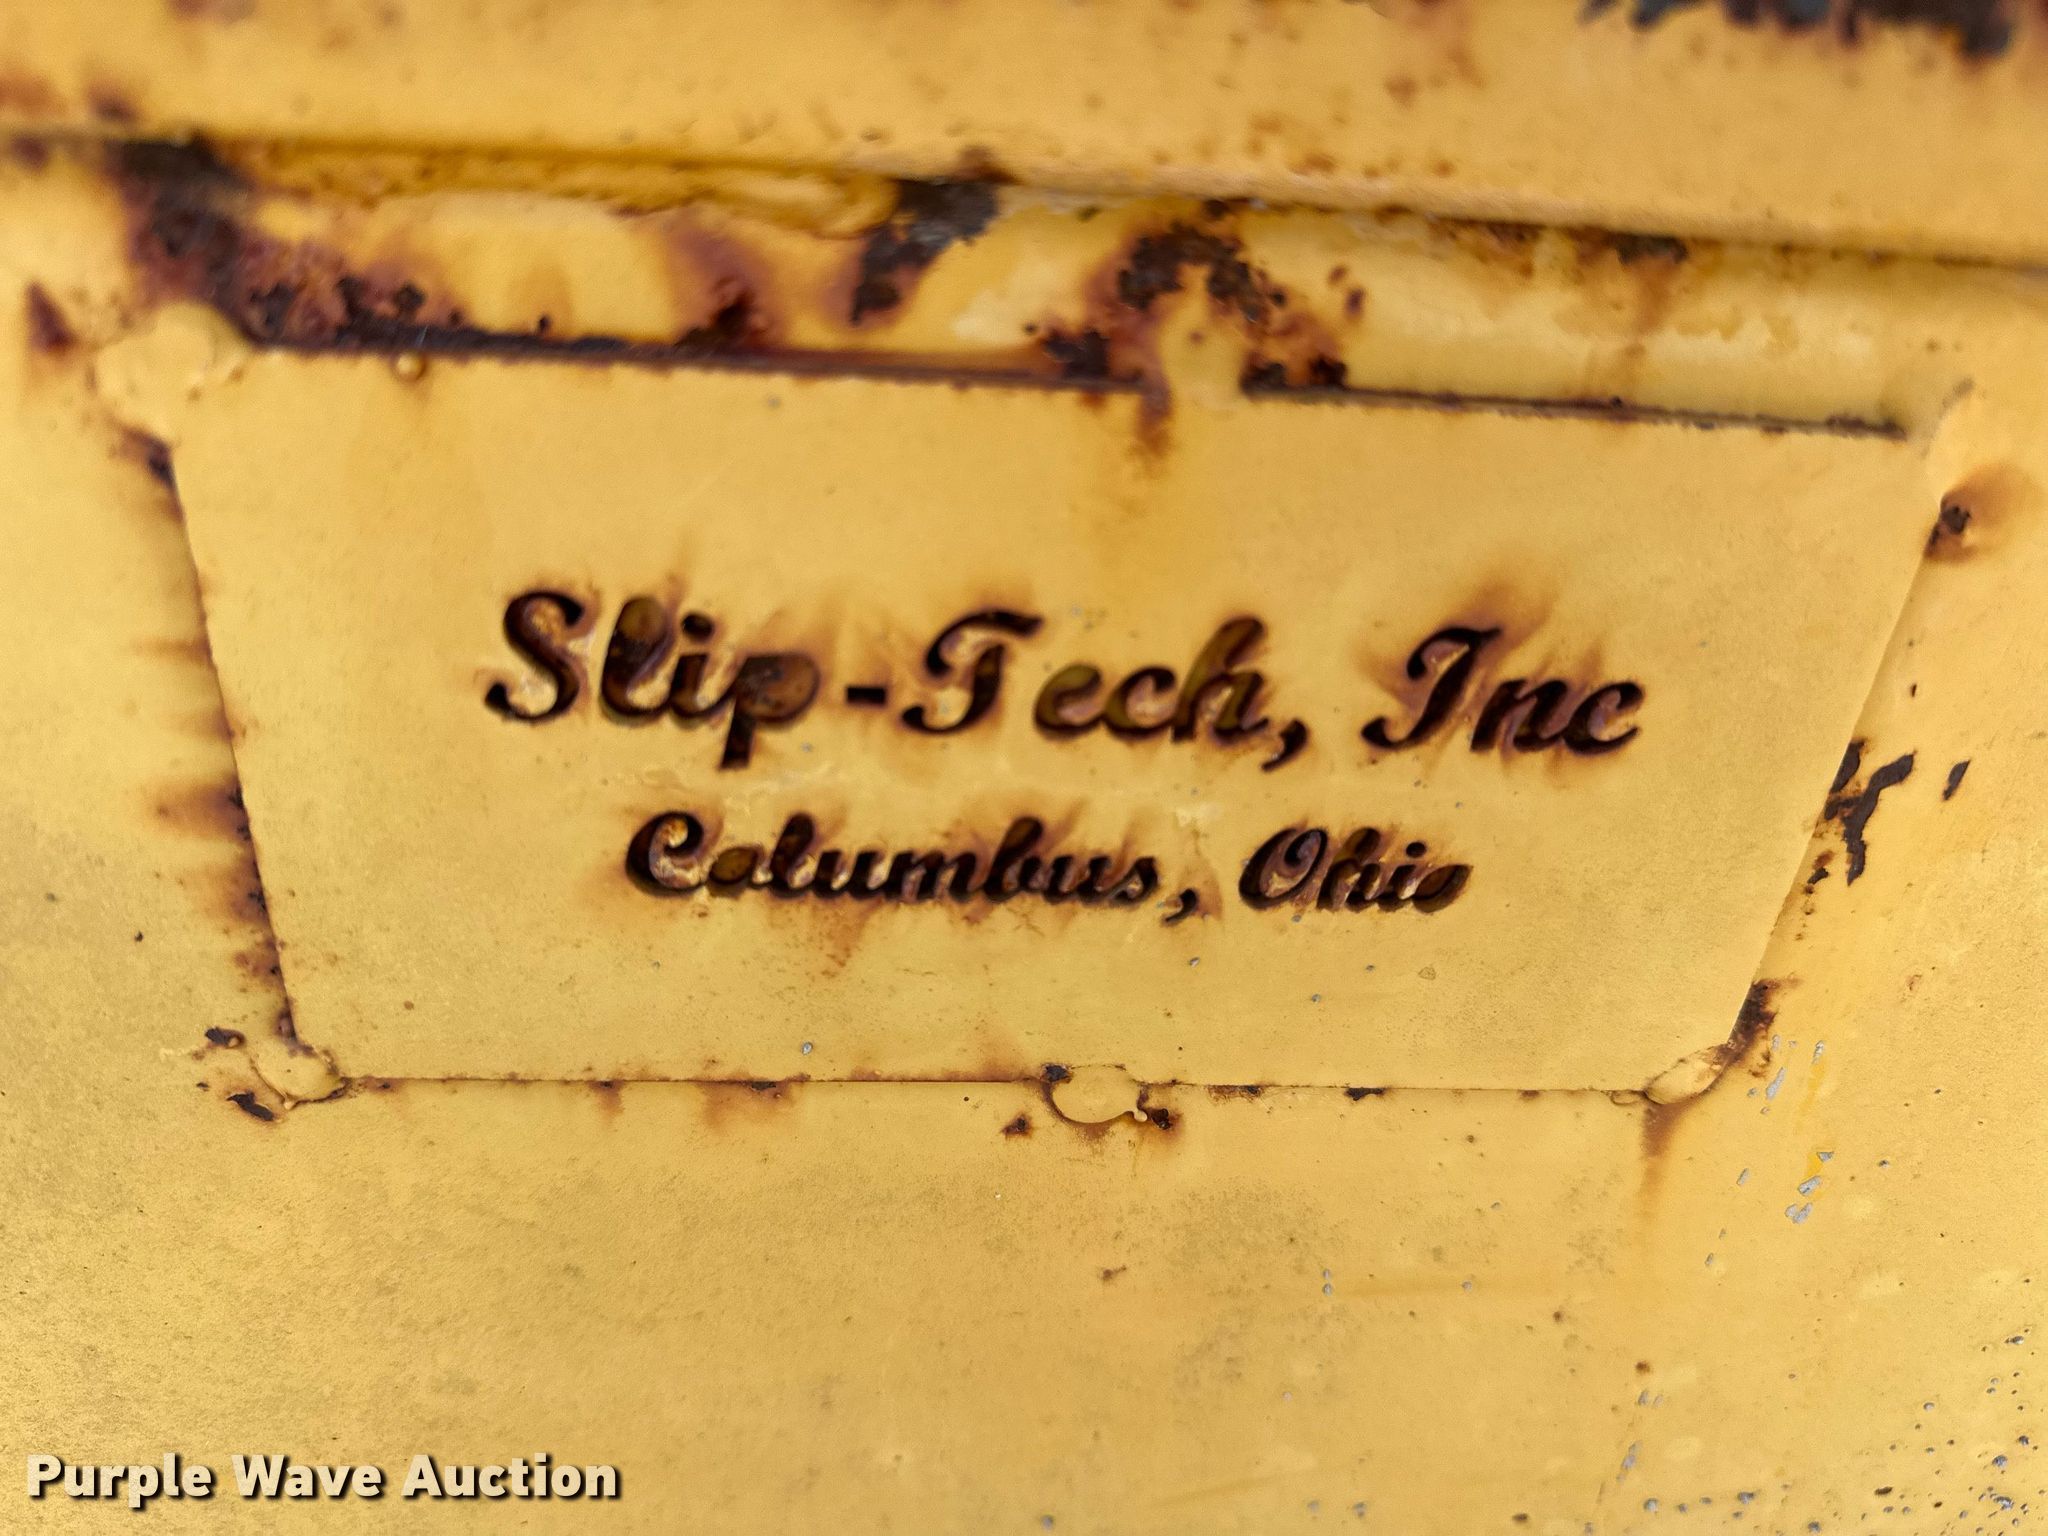 Slip-Tech, Inc
Columbus, Ohio
Purple Wave Auction